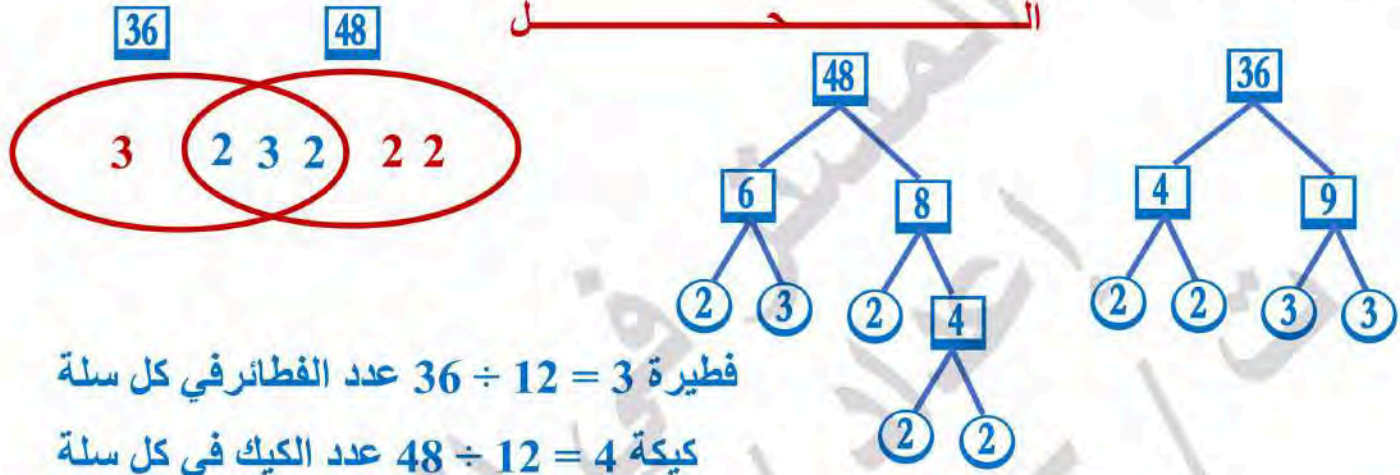 الـــــــحـــــــل
36 48
3 2 3 2 2 2
48
6 8
2 3 2 4
2 2
36
4 9
2 2 3 3
فطيرة 3 = 12 ÷ 36 عدد الفطائر في كل سلة
كيكة 4 = 12 ÷ 48 عدد الكيك في كل سلة